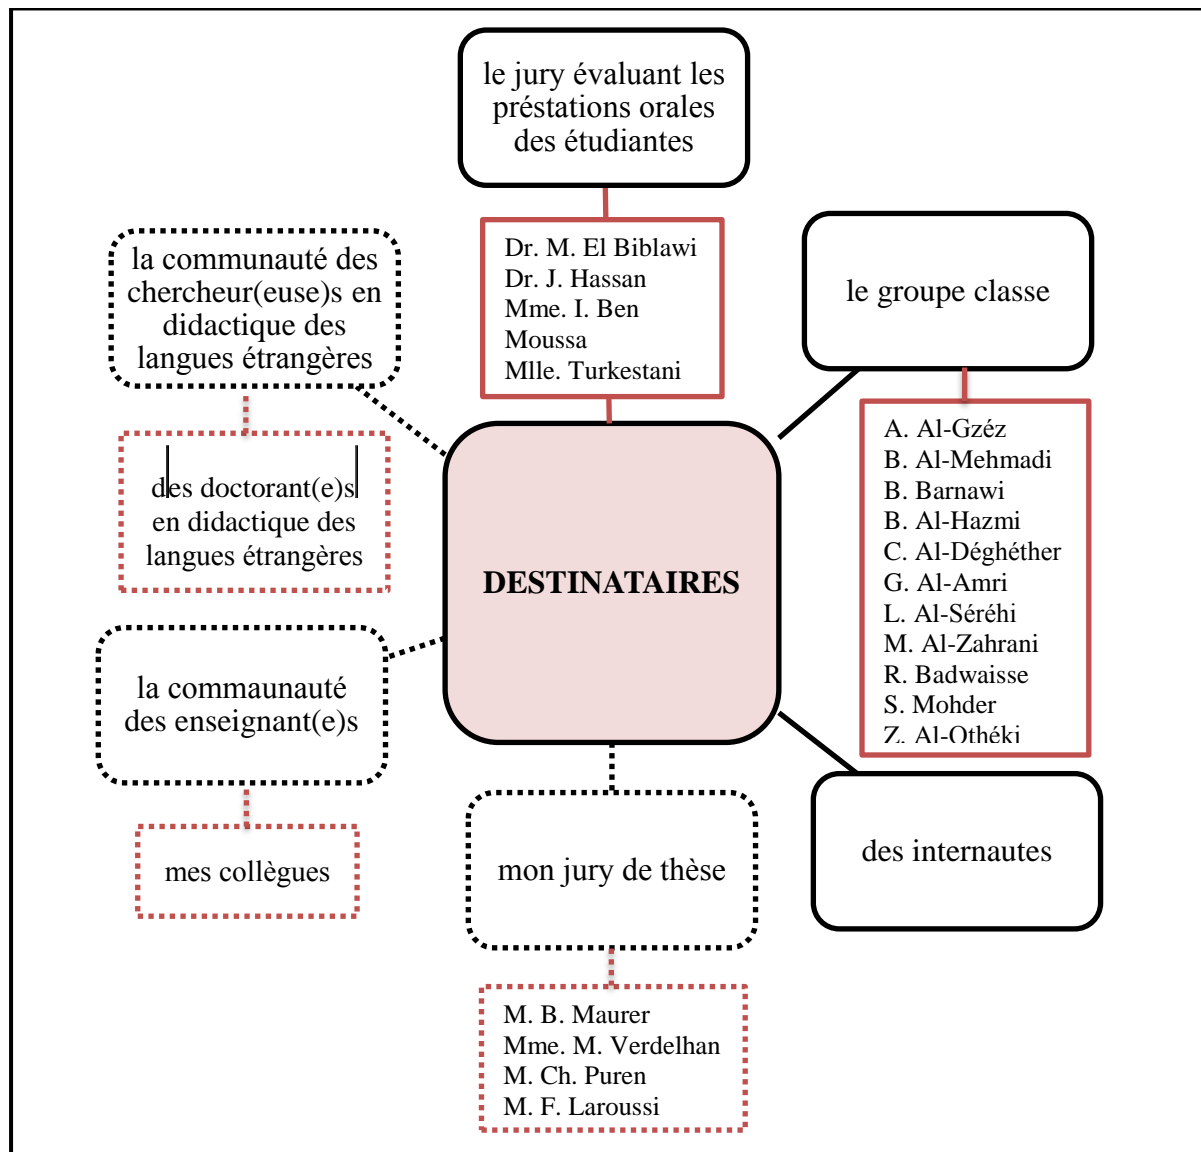 le jury évaluant les
préstations orales
des étudiantes
Dr. M. El Biblawi
Dr. J. Hassan
Mme. I. Ben
Moussa
Mlle. Turkestani
la communauté des
chercheur(euse)s en
didactique des
langues étrangères
des doctorant(e)s
en didactique des
langues étrangères
le groupe classe
A. Al-Gzéz
B. Al-Mehmadi
B. Barnawi
B. Al-Hazmi
C. Al-Déghéther
G. Al-Amri
L. Al-Séréhi
M. Al-Zahrani
R. Badwaisse
S. Mohder
Z. Al-Othéki
DESTINATAIRES
la commaunauté
des enseignant(e)s
mes collègues
mon jury de thèse
M. B. Maurer
Mme. M. Verdelhan
M. Ch. Puren
M. F. Laroussi
des internautes